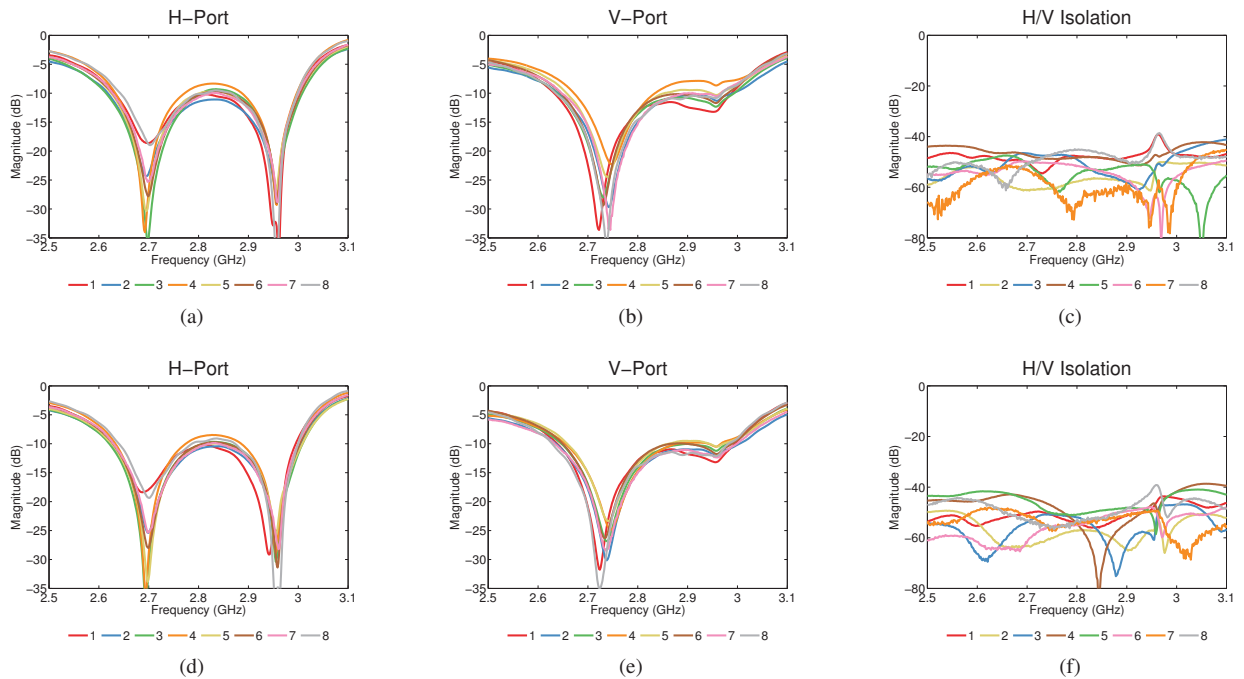 H−Port
V−Port
H/V Isolation
Magnitude (dB)
0
−5
−10
−15
−20
−25
−30
−35
2.5 2.6 2.7 2.8 2.9 3 3.1
Frequency (GHz)
1 2 3 4 5 6 7 8
(a)
Magnitude (dB)
0
−5
−10
−15
−20
−25
−30
−35
2.5 2.6 2.7 2.8 2.9 3 3.1
Frequency (GHz)
1 2 3 4 5 6 7 8
(b)
Magnitude (dB)
0
−20
−40
−60
−80
2.5 2.6 2.7 2.8 2.9 3 3.1
Frequency (GHz)
1 2 3 4 5 6 7 8
(c)
H−Port
V−Port
H/V Isolation
Magnitude (dB)
0
−5
−10
−15
−20
−25
−30
−35
2.5 2.6 2.7 2.8 2.9 3 3.1
Frequency (GHz)
1 2 3 4 5 6 7 8
(d)
Magnitude (dB)
0
−5
−10
−15
−20
−25
−30
−35
2.5 2.6 2.7 2.8 2.9 3 3.1
Frequency (GHz)
1 2 3 4 5 6 7 8
(e)
Magnitude (dB)
0
−20
−40
−60
−80
2.5 2.6 2.7 2.8 2.9 3 3.1
Frequency (GHz)
1 2 3 4 5 6 7 8
(f)